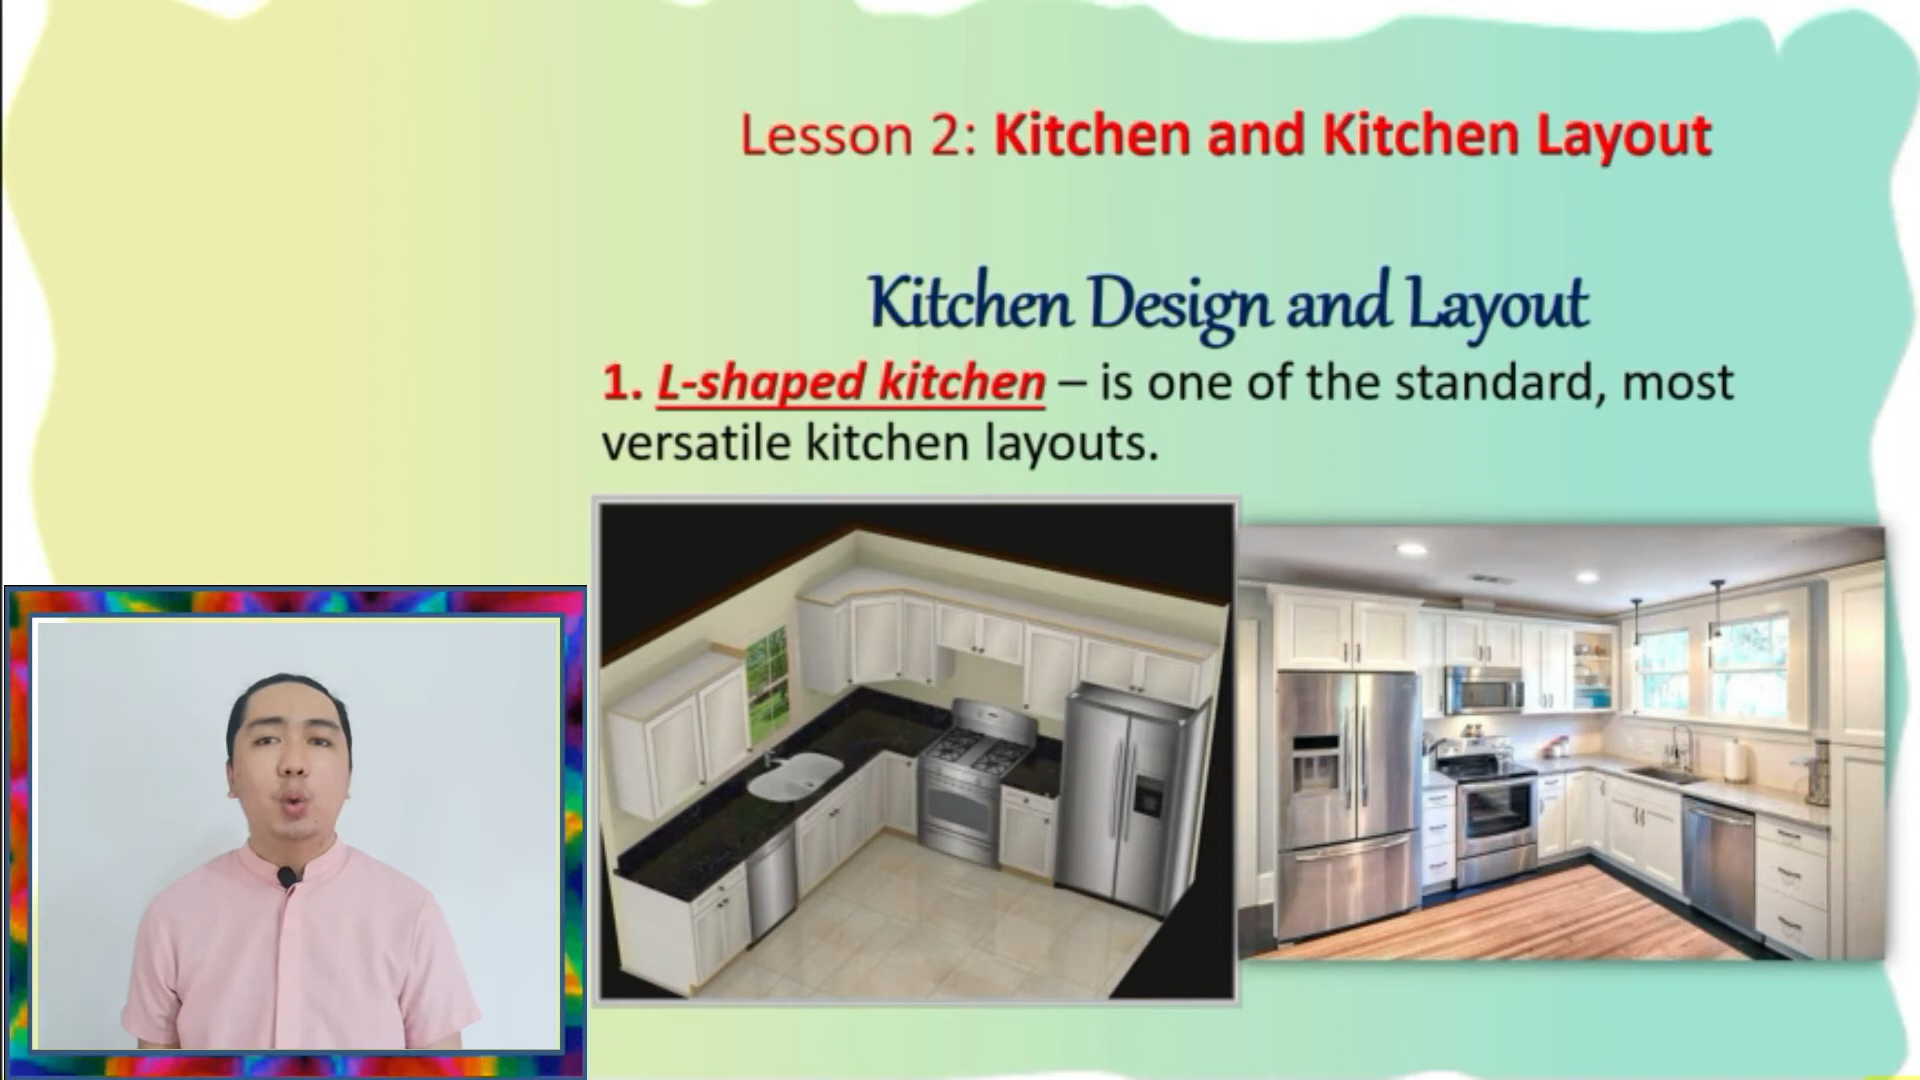 Lesson 2: Kitchen and Kitchen Layout
Kitchen Design and Layout
1. L-shaped kitchen – is one of the standard, most
versatile kitchen layouts.